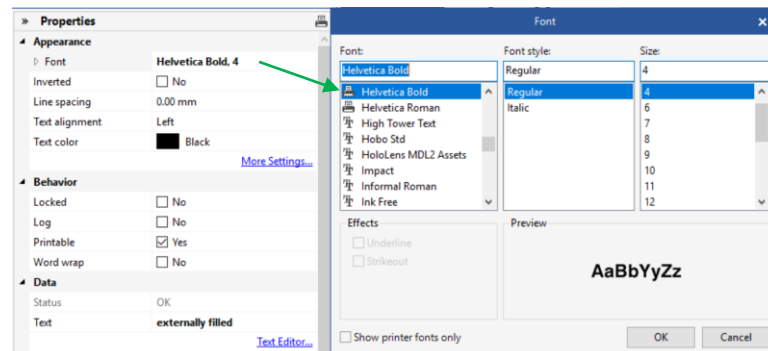 Properties
Appearance
Font Helvetica Bold, 4
Inverted No
Line spacing 0.00 mm
Text alignment Left
Text color Black
More Settings...
Behavior
Locked No
Log No
Printable Yes
Word wrap No
Data
Status OK
Text externally filled
Text Editor...
Font
Font: Font style: Size:
Helvetica Bold Regular 4
Helvetica Bold Regular 4
Helvetica Roman Italic 6
High Tower Text 7
Hobo Std 8
HoloLens MDL2 Assets 9
Impact 10
Informal Roman 11
Ink Free 12
Effects Preview
Underline
Strikeout
AaBbYyZz
Show printer fonts only OK Cancel